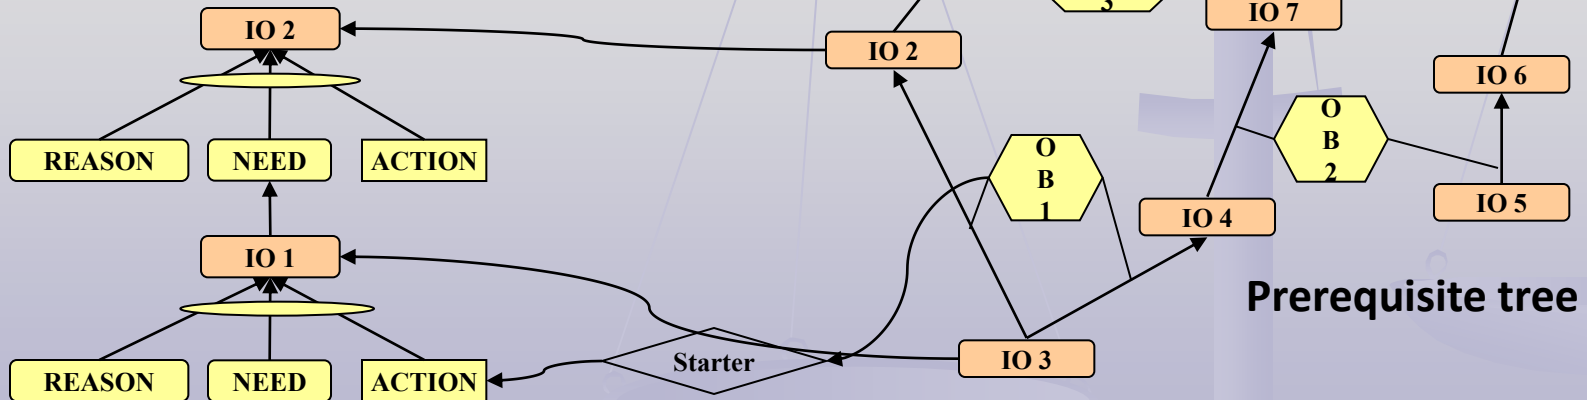 3
IO 7
IO 2
IO 2
IO 6
O
B
2
O
B
1
REASON
NEED
ACTION
IO 5
IO 4
IO 1
Prerequisite tree
Starter
IO 3
REASON
NEED
ACTION